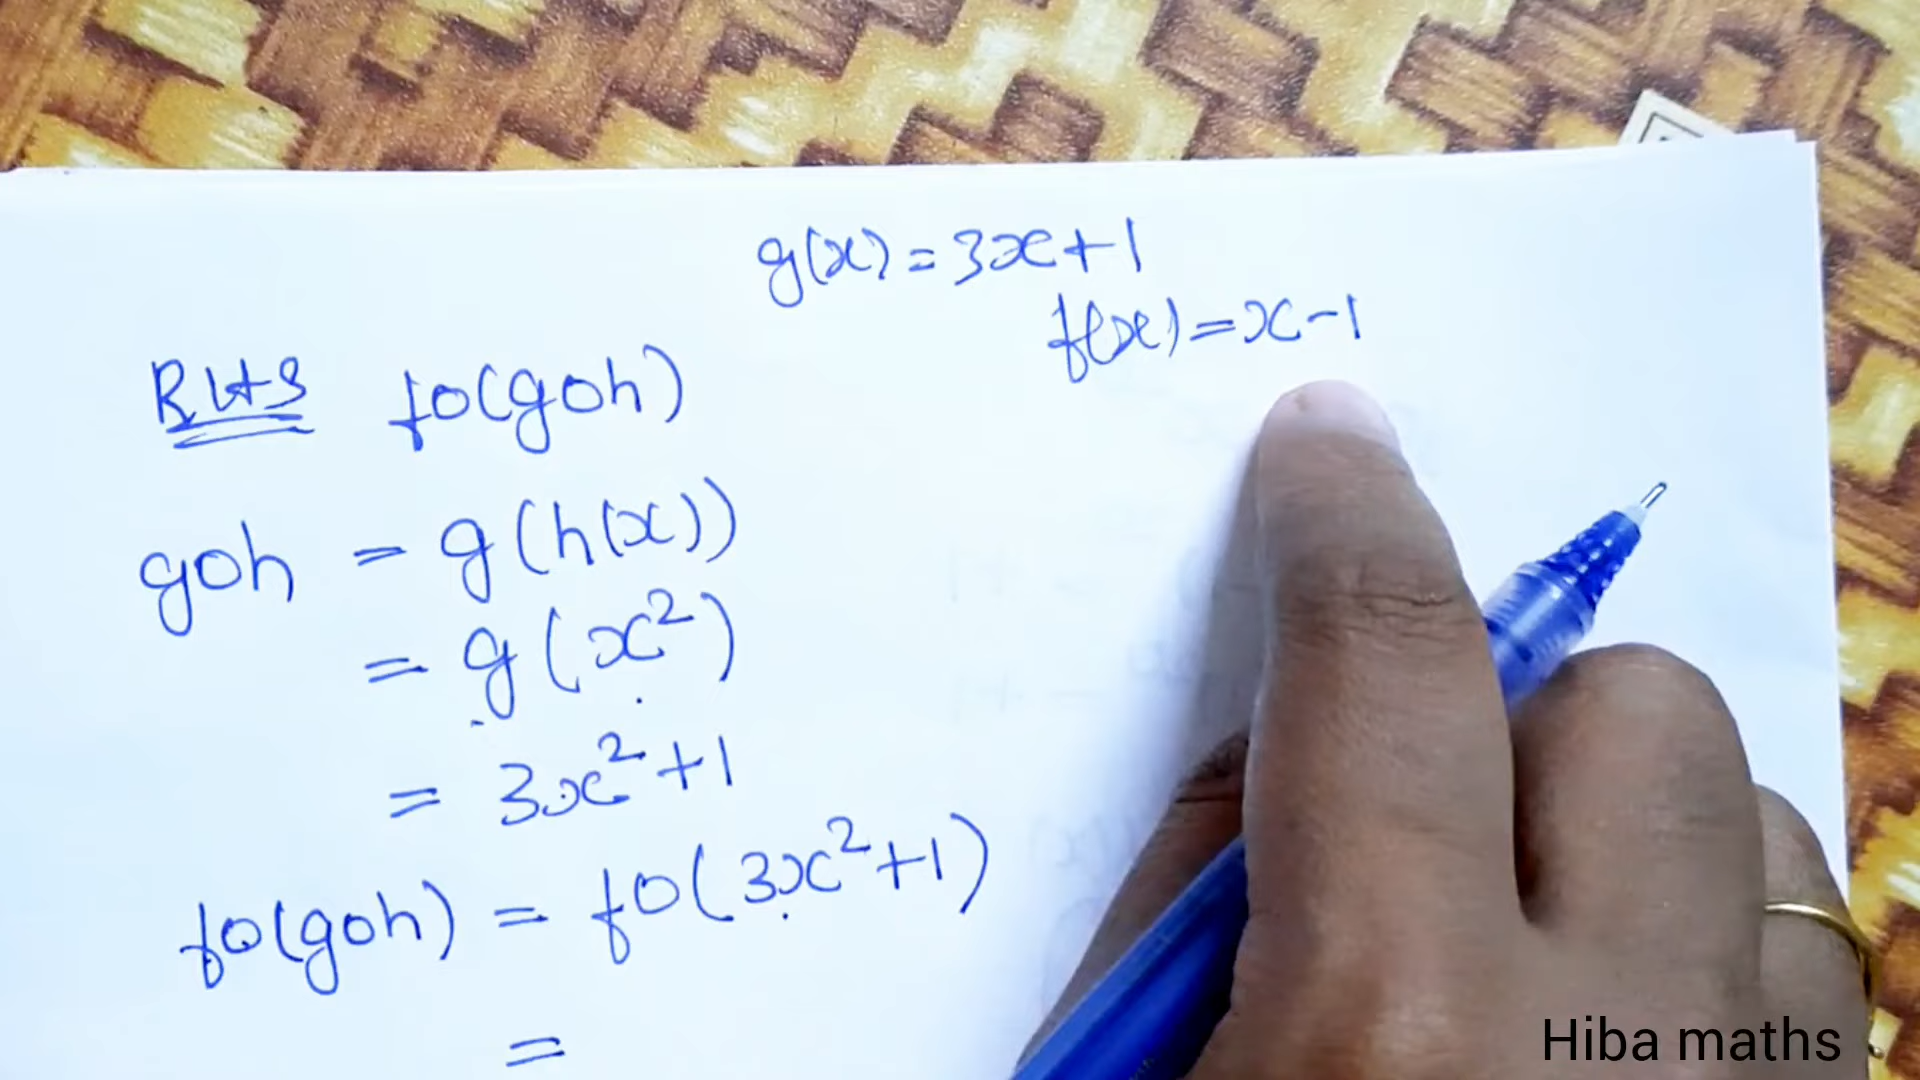 g(x) = 3x+1
f(x) = x-1
RHS fo(goh)
goh = g(h(x))
= g(x²)
= 3x²+1
fo(goh) = fo(3x²+1)
=
Hiba maths